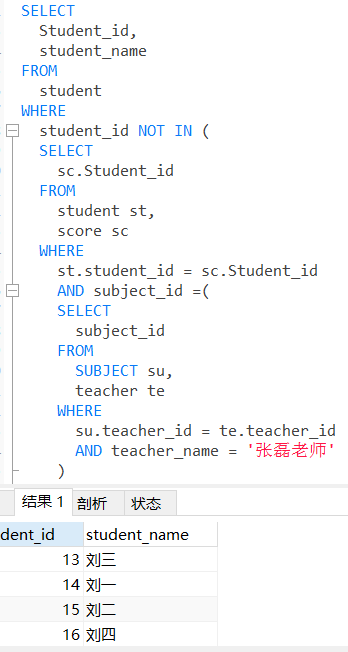 SELECT
Student_id,
student_name
FROM
student
WHERE
student_id NOT IN (
SELECT
sc.Student_id
FROM
student st,
score sc
WHERE
st.student_id = sc.Student_id
AND subject_id =(
SELECT
subject_id
FROM
SUBJECT su,
teacher te
WHERE
su.teacher_id = te.teacher_id
AND teacher_name = '张磊老师'
)
结果 1 剖析 状态
dent_id student_name
13 刘三
14 刘一
15 刘二
16 刘四